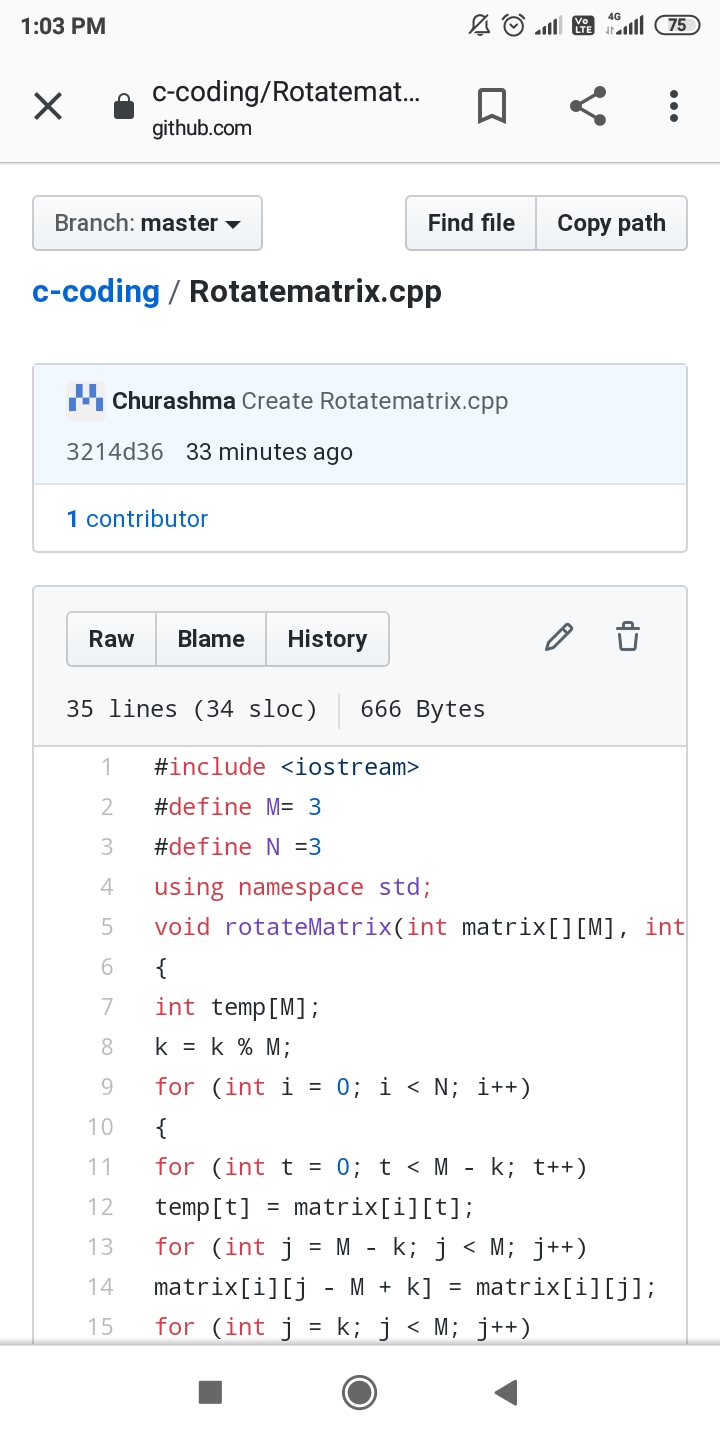 1:03 PM
Vo
LTE
4G
75
c-coding/Rotatemat...
github.com
Branch: master
Find file
Copy path
c-coding / Rotatematrix.cpp
Churashma Create Rotatematrix.cpp
3214d36 33 minutes ago
1 contributor
Raw
Blame
History
35 lines (34 sloc)
666 Bytes
1 #include <iostream>
2 #define M= 3
3 #define N =3
4 using namespace std;
5 void rotateMatrix(int matrix[][M], int
6 {
7 int temp[M];
8 k = k % M;
9 for (int i = 0; i < N; i++)
10 {
11 for (int t = 0; t < M - k; t++)
12 temp[t] = matrix[i][t];
13 for (int j = M - k; j < M; j++)
14 matrix[i][j - M + k] = matrix[i][j];
15 for (int j = k; j < M; j++)